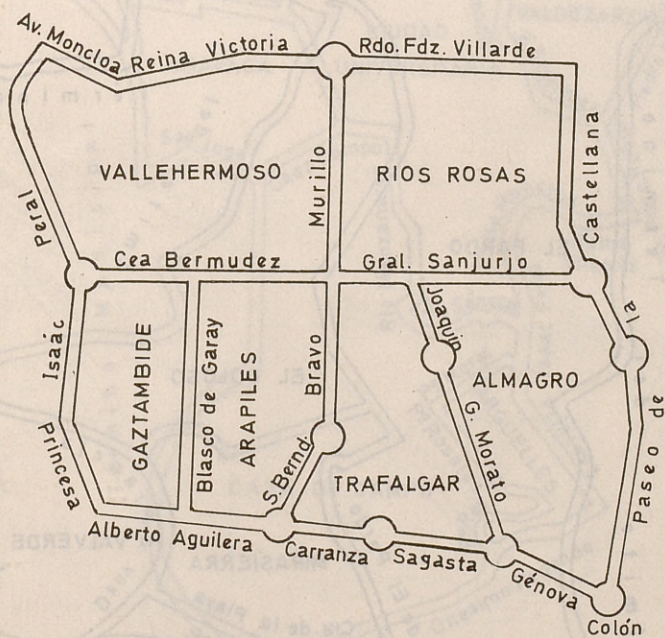 Av. Moncloa Reina Victoria
Rdo. Fdz. Villarde
VALLEHERMOSO
RIOS ROSAS
Murillo
Castellana
Peral
Cea Bermudez
Gral. Sanjurjo
Isaác
GAZTAMBIDE
Blasco de Garay
ARAPILES
Bravo
Joaquin
la
ALMAGRO
Princesa
S. Bernd.
TRAFALGAR
G. Morato
Paseo de
Alberto Aguilera
Carranza
Sagasta
Génova
Colón